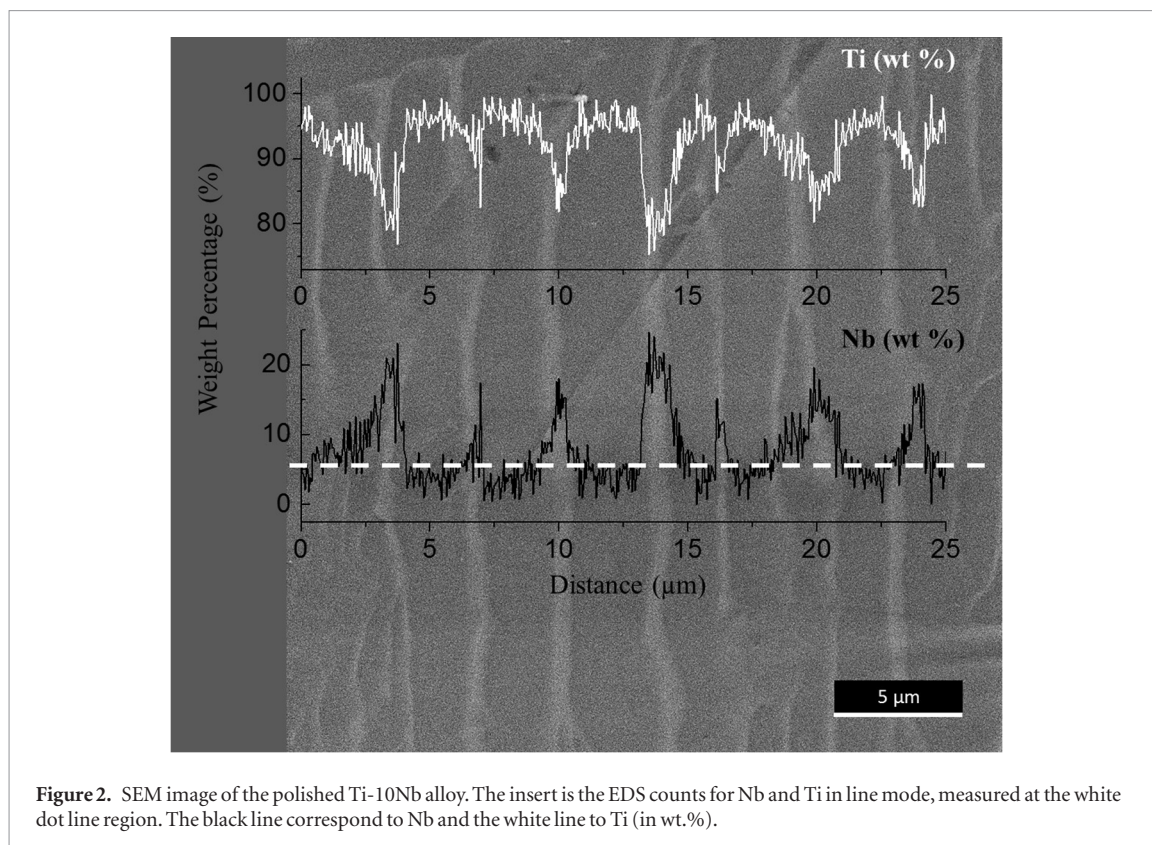 Ti (wt %)
100
90
80
0 5 10 15 20 25
Weight Percentage (%)
Nb (wt %)
20
10
0
0 5 10 15 20 25
Distance (µm)
5 µm
Figure 2. SEM image of the polished Ti-10Nb alloy. The insert is the EDS counts for Nb and Ti in line mode, measured at the white
dot line region. The black line correspond to Nb and the white line to Ti (in wt.%).